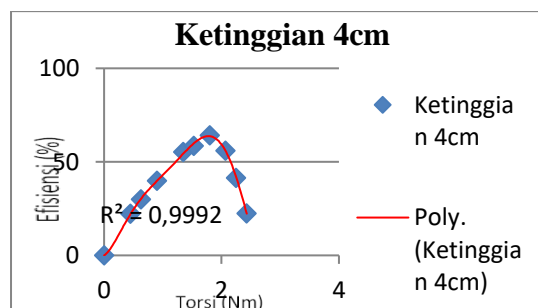 Ketinggian 4cm
100
50
0
Efisiensi (%)
R² = 0,9992
0
2
4
Torsi (Nm)
Ketinggia
n 4cm
Poly.
(Ketinggia
n 4cm)